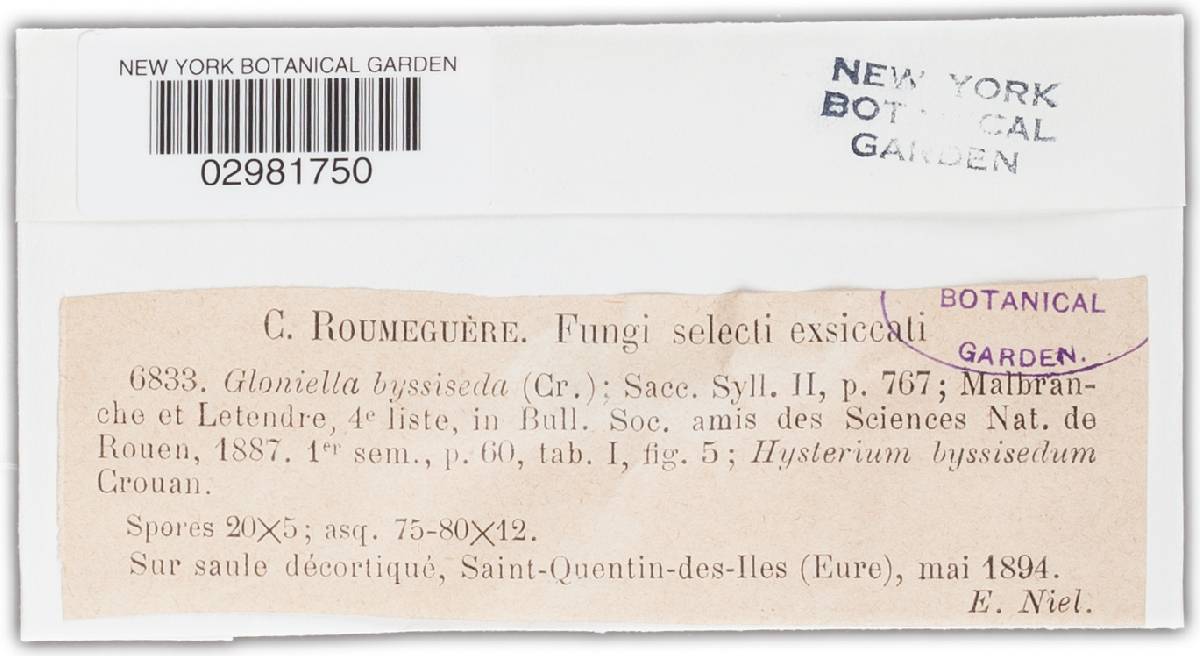 NEW YORK BOTANICAL GARDEN
02981750
NEW YORK
BOTANICAL
GARDEN
BOTANICAL
GARDEN.
C. ROUMEGUÈRE. Fungi selecti exsiccati
6833. Gloniella byssiseda (Cr.); Sacc. Syll. II, p. 767; Malbran-
che et Letendre, 4e liste, in Bull. Soc. amis des Sciences Nat. de
Rouen, 1887. 1er sem., p. 60, tab. I, fig. 5; Hysterium byssisedum
Crouan.
Spores 20×5; asq. 75-80×12.
Sur saule décortiqué, Saint-Quentin-des-Iles (Eure), mai 1894.
E. Niel.